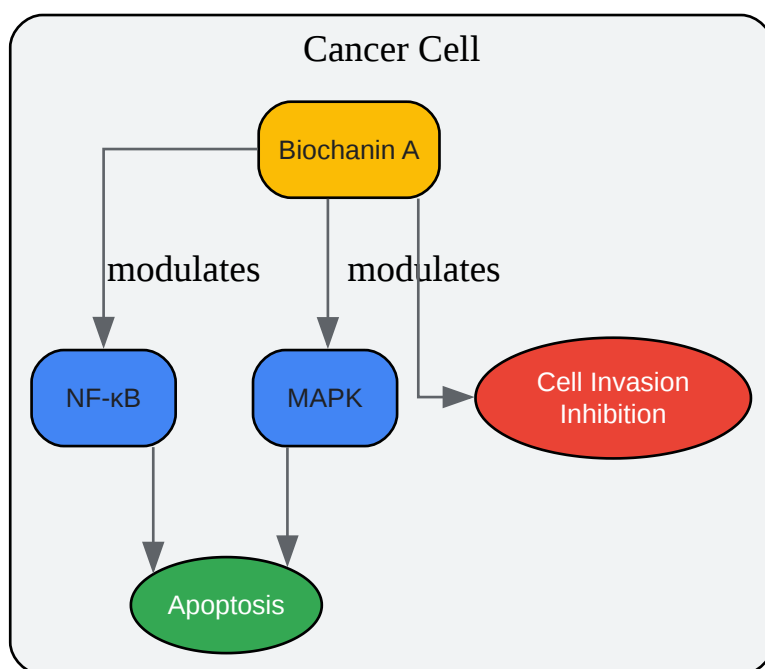 Cancer Cell
Biochanin A
modulates
modulates
NF-κB
MAPK
Cell Invasion
Inhibition
Apoptosis